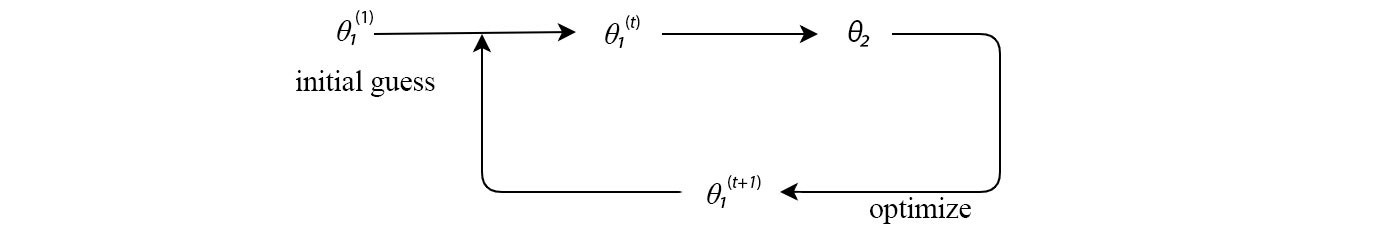 θ₁⁽¹⁾ θ₁⁽ᵗ⁾ θ₂
initial guess
θ₁⁽ᵗ⁺¹⁾
optimize